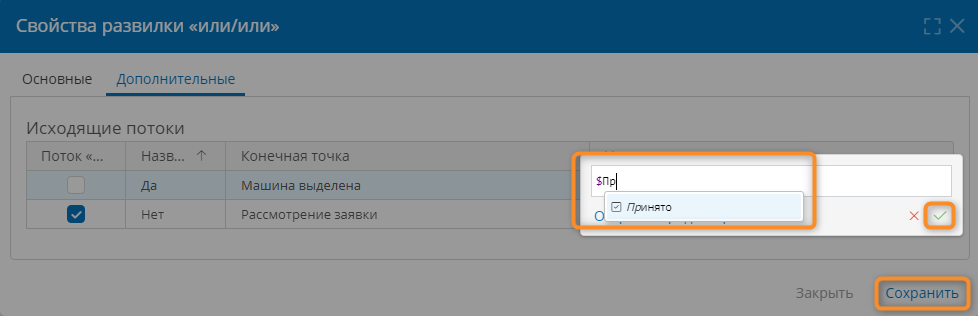 Свойства развилки «или/или»
Основные Дополнительные
Исходящие потоки
Поток «... Назв... Конечная точка
Да Машина выделена
Нет Рассмотрение заявки
$Пр
Принято
Закрыть Сохранить